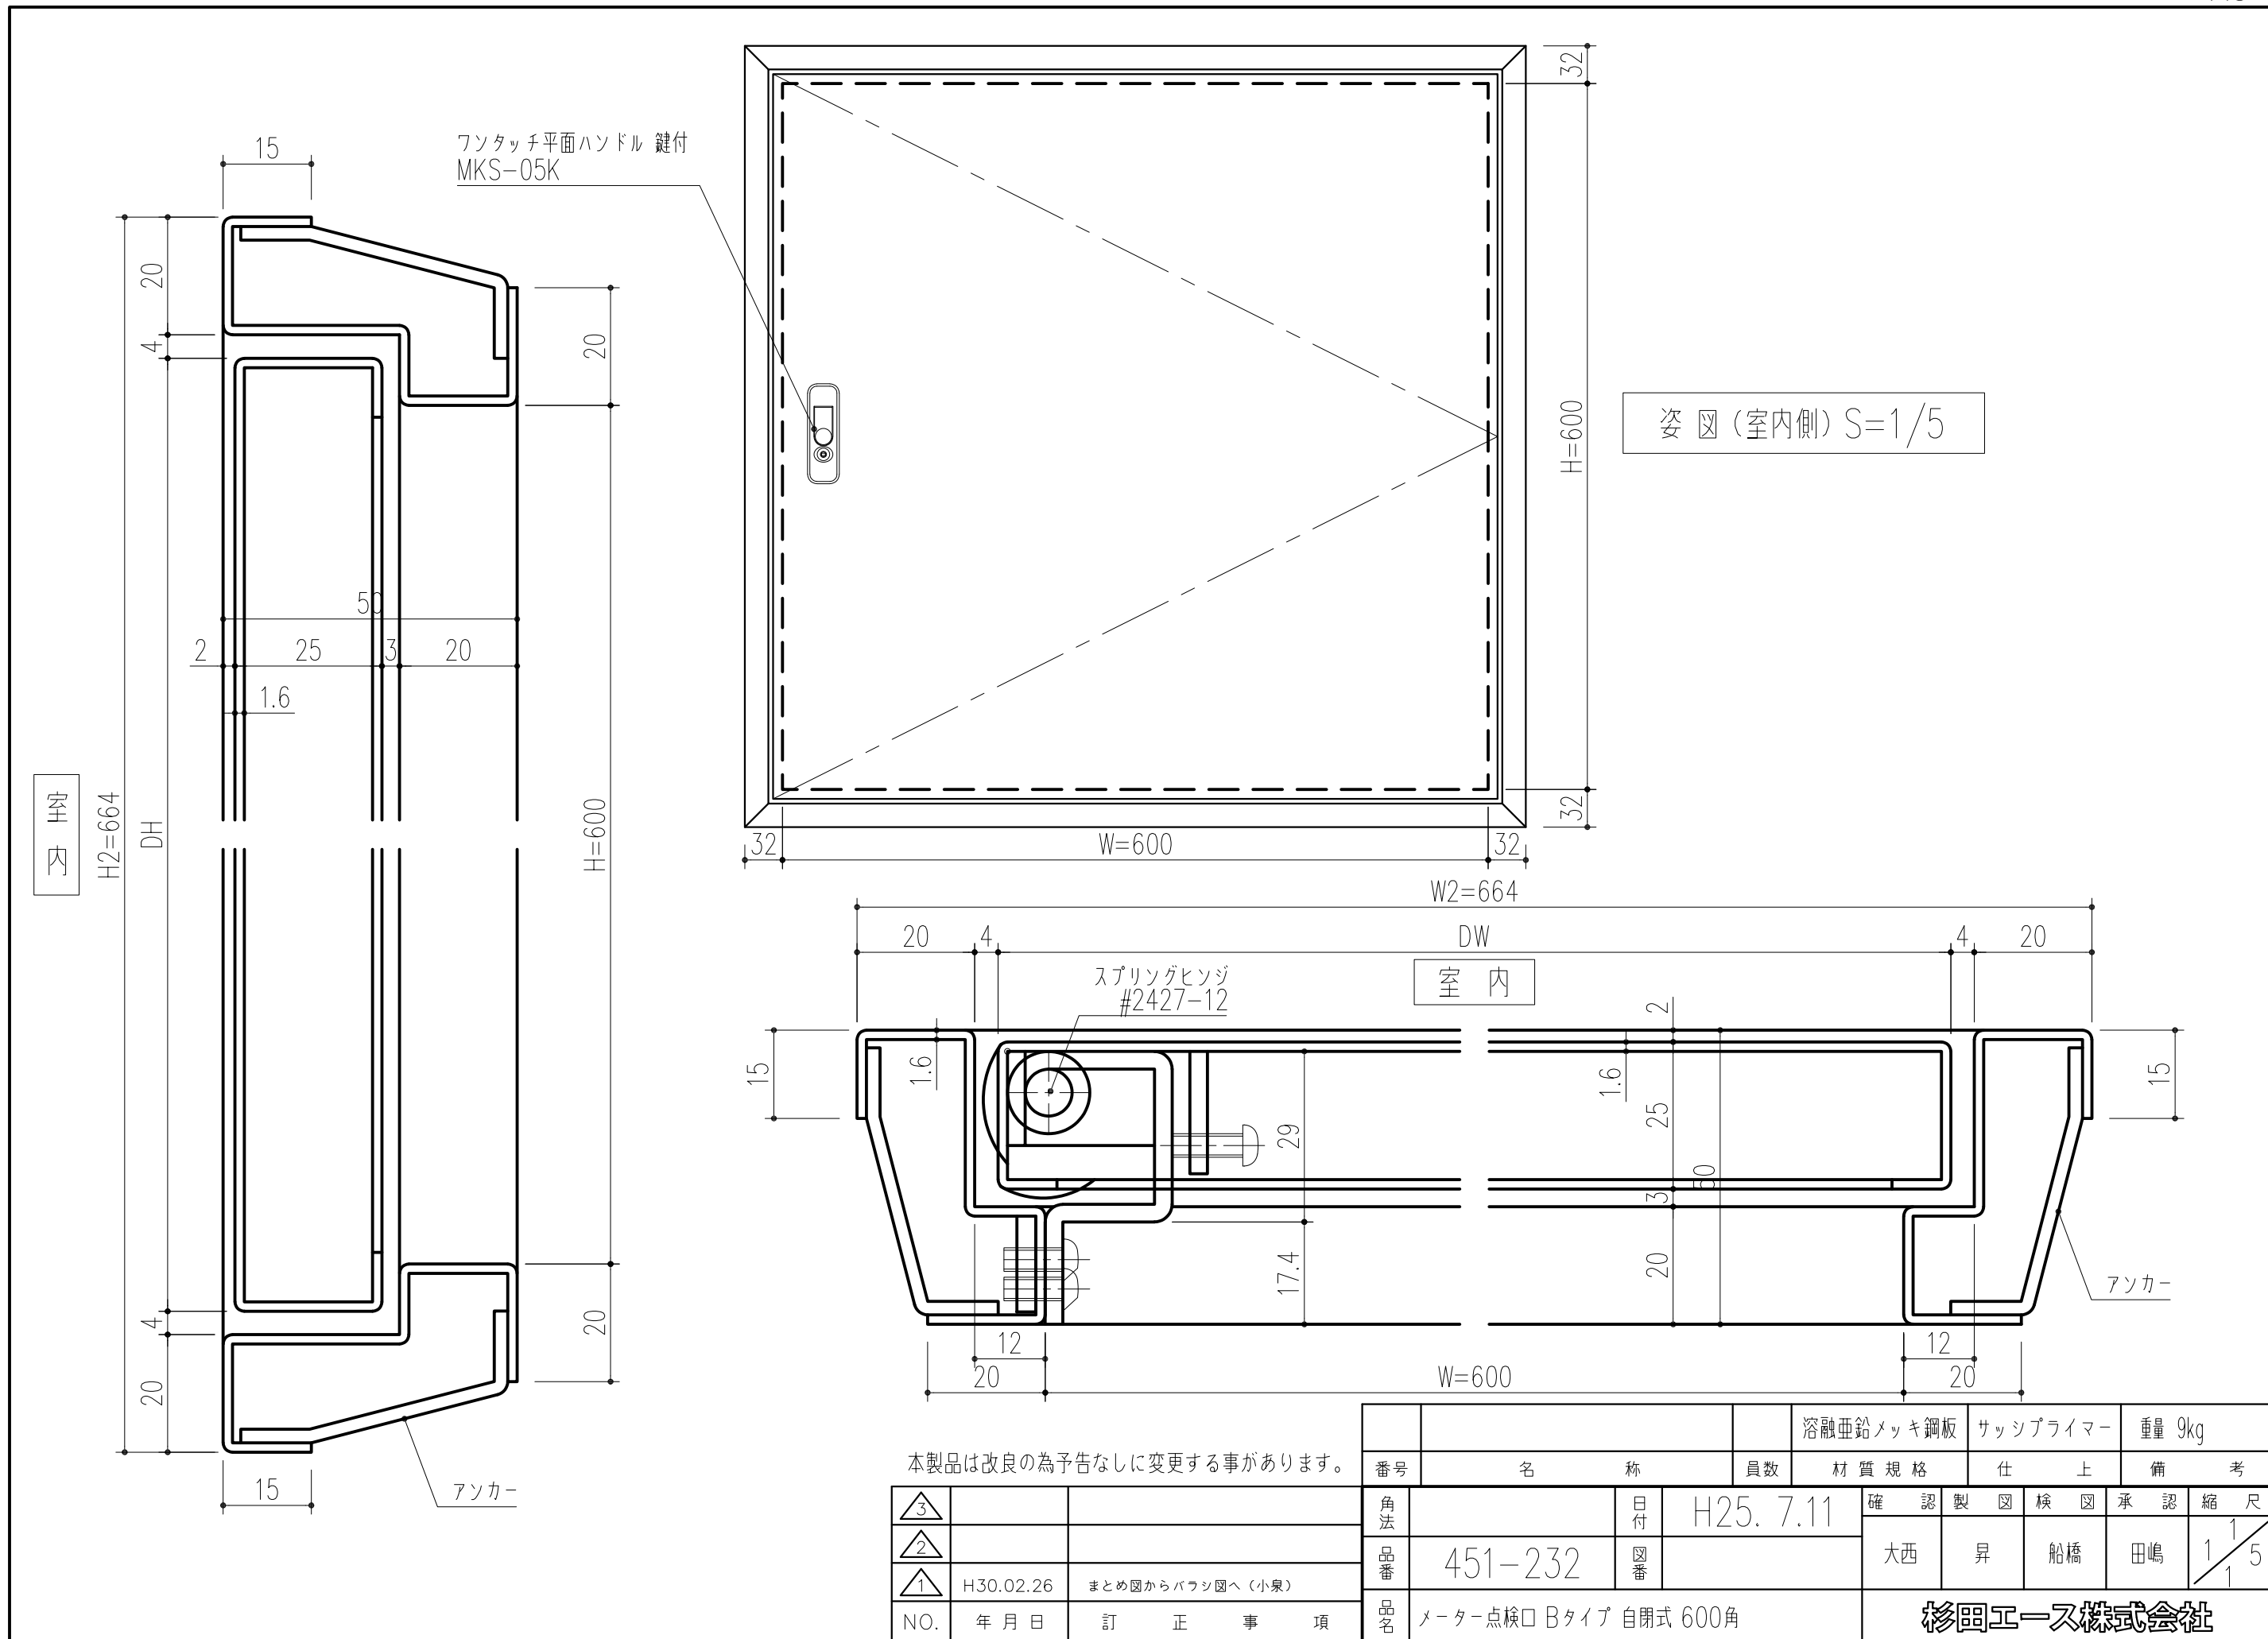 ワンタッチ平面ハンドル 鍵付
MKS-05K
32
H=600
32
32
W=600
32
姿 図 (室内側) S=1/5
15
20
4
DH
H2=664
4
20
15
20
H=600
20
50
2
25
3
20
1.6
室内
アンカー
W2=664
20
4
DW
4
20
スプリングヒンジ
#2427-12
室 内
15
1.6
29
17.4
2
1.6
25
50
3
20
15
アンカー
12
20
W=600
12
20
本製品は改良の為予告なしに変更する事があります。
溶融亜鉛メッキ鋼板 サッシプライマー 重量 9kg
番号 名 称 員数 材 質 規 格 仕 上 備 考
3
2
1 H30.02.26 まとめ図からバラシ図へ (小泉)
NO. 年 月 日 訂 正 事 項
角法 日付 H25. 7.11
確 認 製 図 検 図 承 認 縮 尺
品番 451-232 図番
大西 昇 船橋 田嶋 1/1 1/5
品名 メーター点検口 Bタイプ 自閉式 600角
杉田エース株式会社